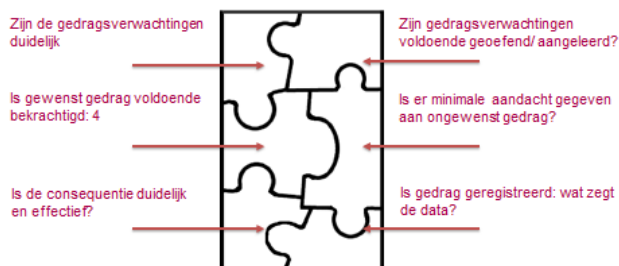 Zijn de gedragsverwachtingen
duidelijk
Zijn gedragsverwachtingen
voldoende geoefend/ aangeleerd?
Is gewenst gedrag voldoende
bekrachtigd: 4
Is er minimale aandacht gegeven
aan ongewenst gedrag?
Is de consequentie duidelijk
en effectief?
Is gedrag geregistreerd: wat zegt
de data?